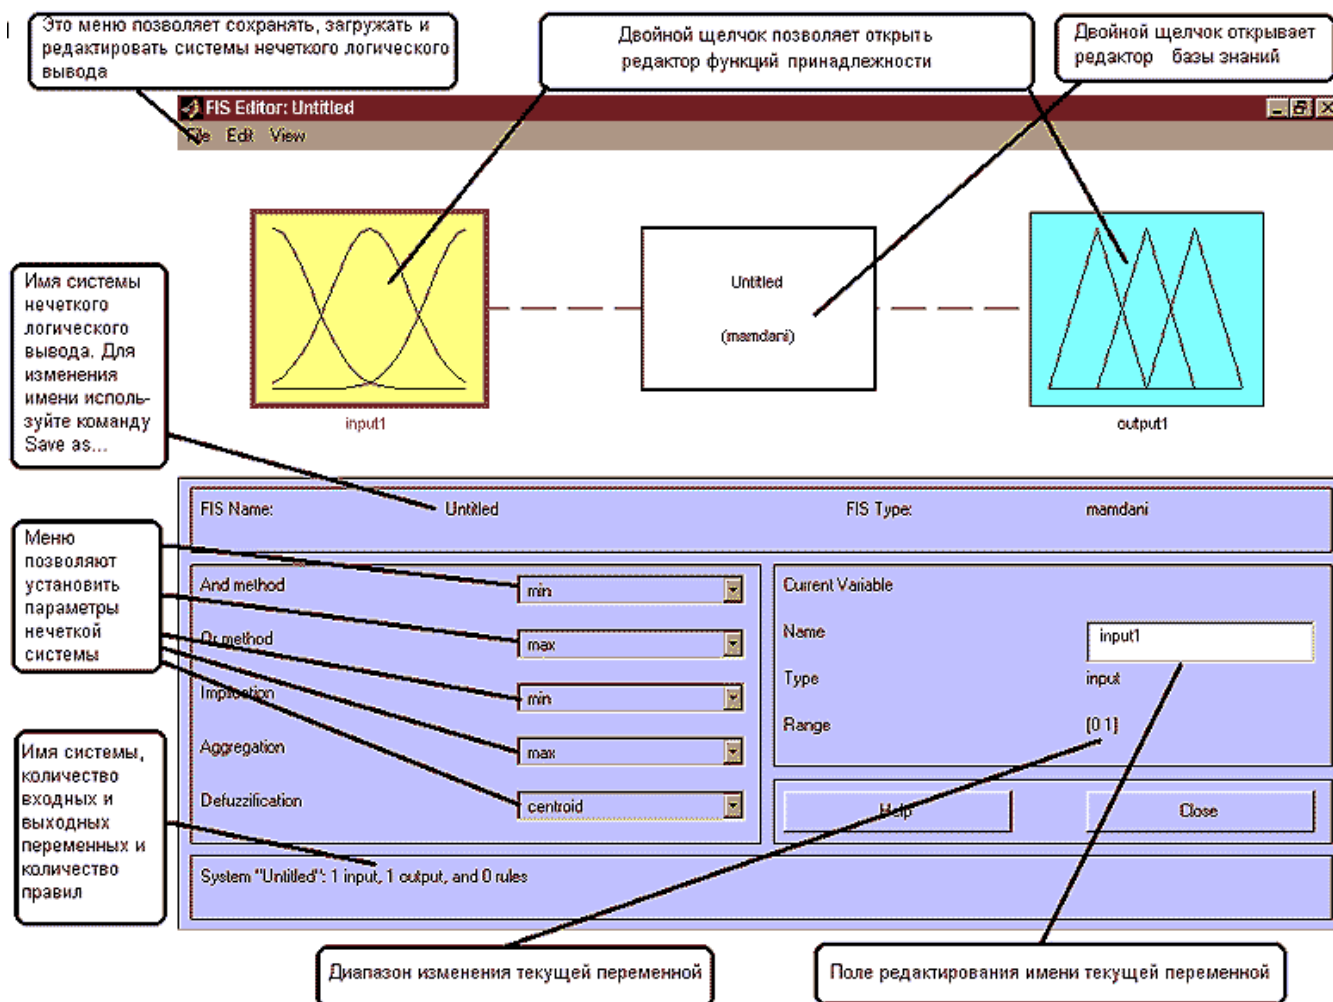 Это меню позволяет сохранять, загружать и
редактировать системы нечеткого логического
вывода
Двойной щелчок позволяет открыть
редактор функций принадлежности
Двойной щелчок открывает
редактор базы знаний
FIS Editor: Untitled
File Edit View
Имя системы
нечеткого
логического
вывода. Для
изменения
имени исполь-
зуйте команду
Save as...
input1
Untitled
(mamdani)
output1
FIS Name: Untitled FIS Type: mamdani
Меню
позволяют
установить
параметры
нечеткой
системы
And method min
Or method max
Implication min
Aggregation max
Defuzzification centroid
Current Variable
Name input1
Type input
Range [0 1]
Help Close
Имя системы,
количество
входных и
выходных
переменных и
количество
правил
System "Untitled": 1 input, 1 output, and 0 rules
Диапазон изменения текущей переменной
Поле редактирования имени текущей переменной